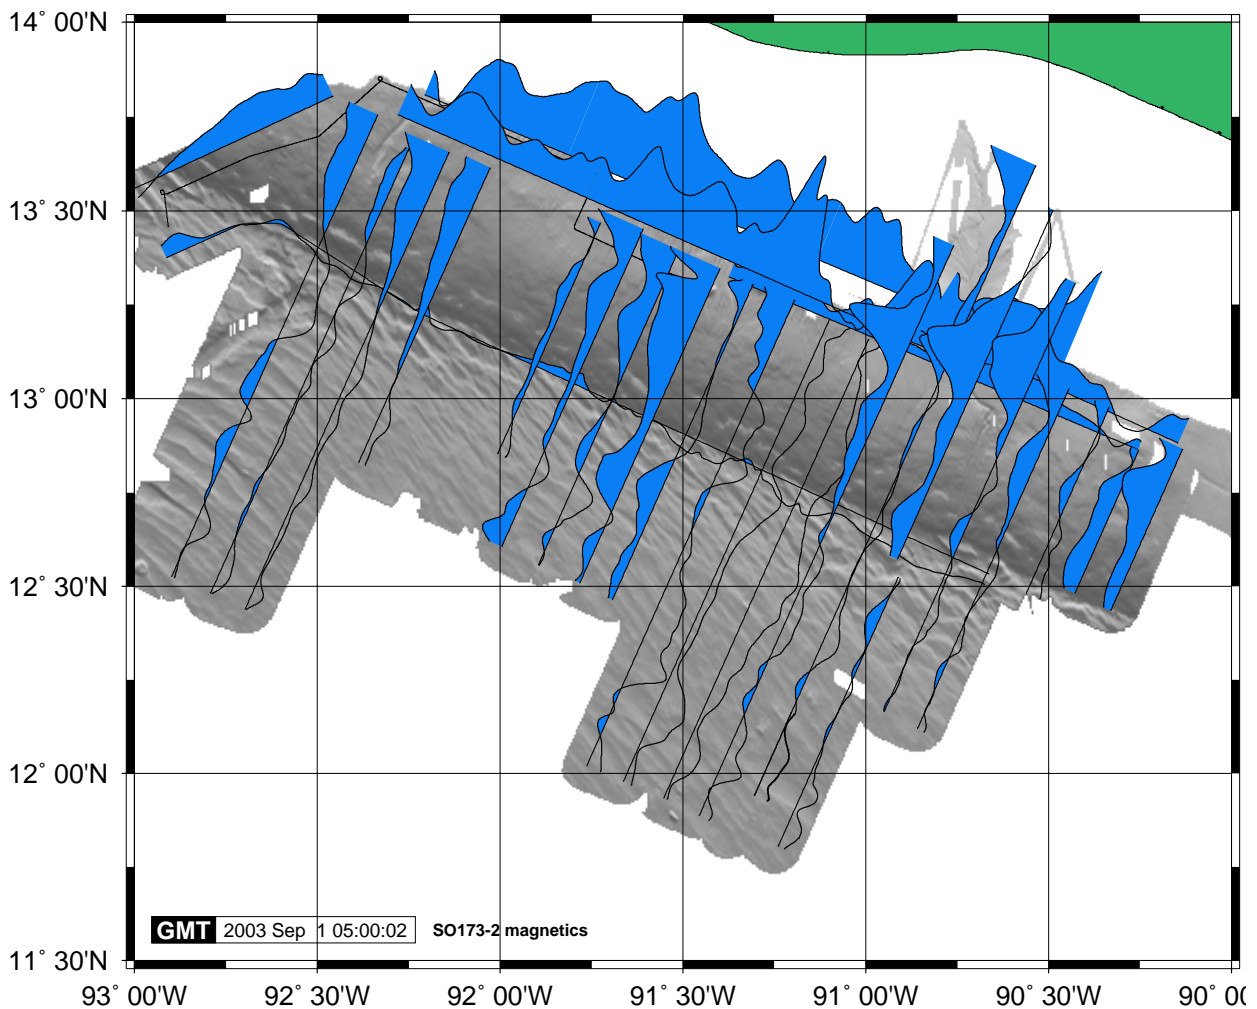 14° 00'N
13° 30'N
13° 00'N
12° 30'N
12° 00'N
11° 30'N
GMT 2003 Sep 1 05:00:02 SO173-2 magnetics
93° 00'W 92° 30'W 92° 00'W 91° 30'W 91° 00'W 90° 30'W 90° 00